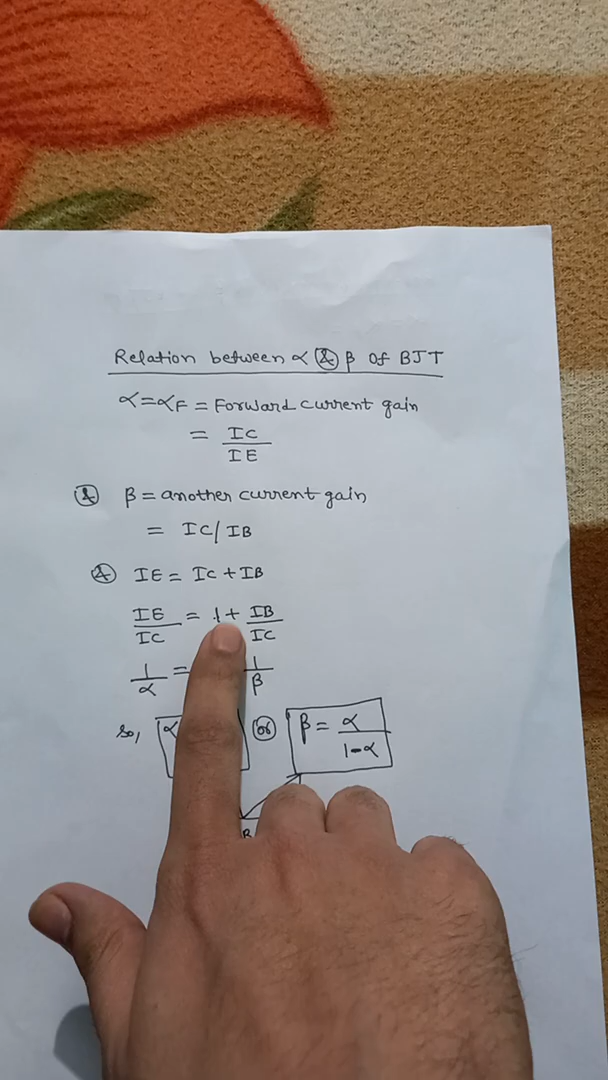 Relation between α & β of BJT
α = αF = Forward current gain
= IC / IE
& β = another current gain
= IC/IB
& IE = IC + IB
IE / IC = 1 + IB / IC
1 / α = 1 / β
so, α or β = α / 1-α